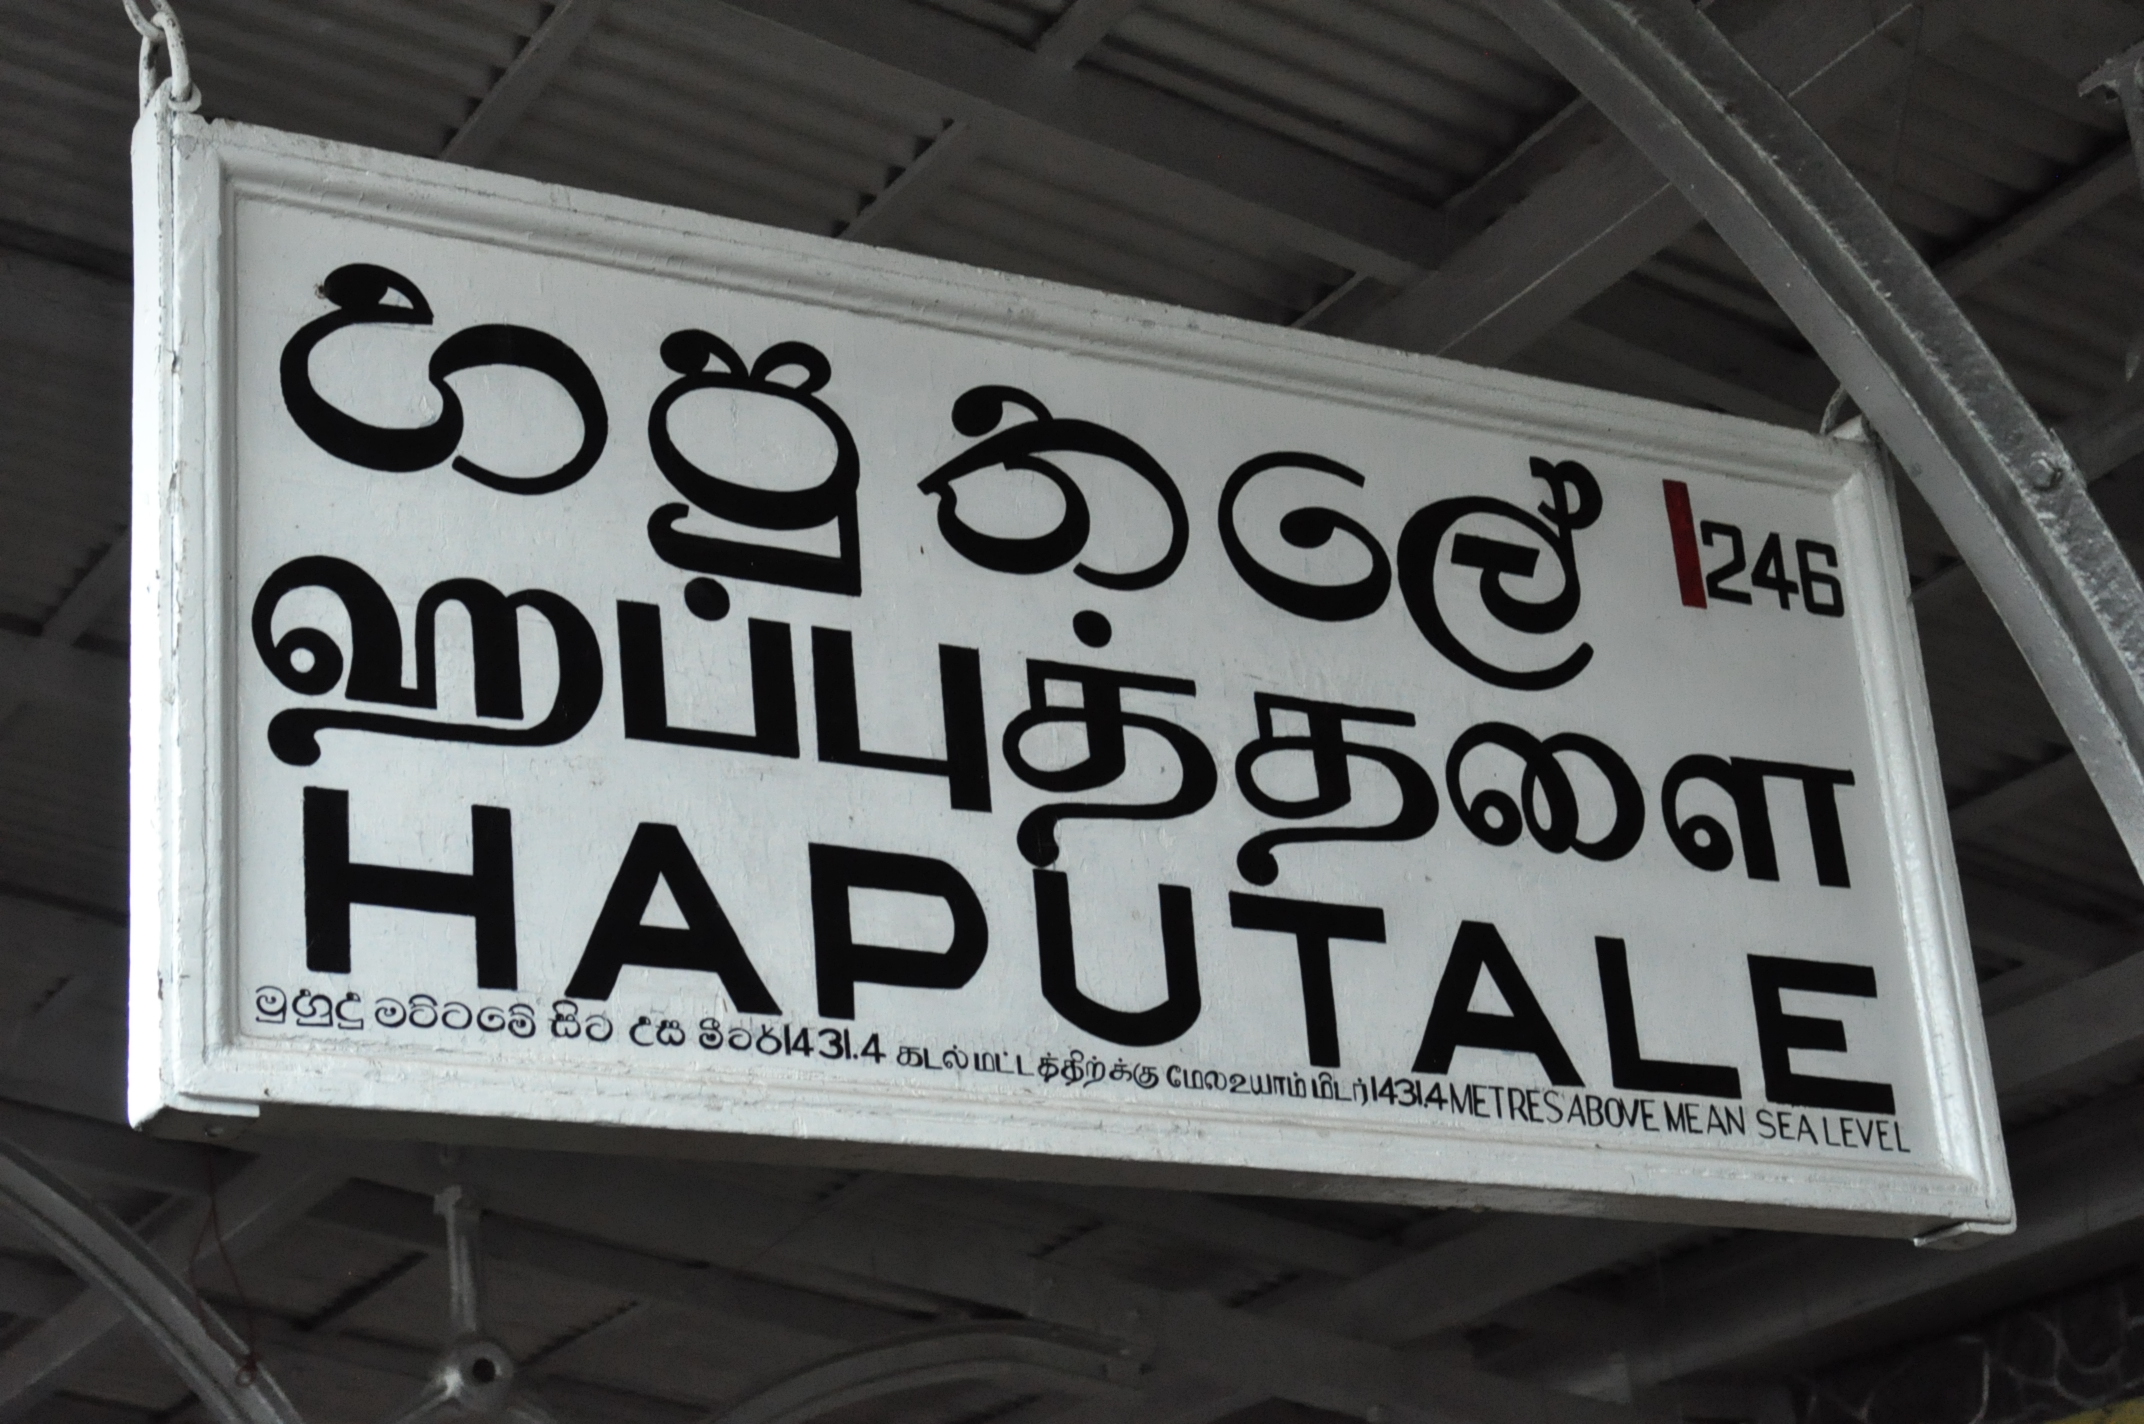 හපුතලේ 246
ஹப்புத்தளை
HAPUTALE
මුහුදු මට්ටමේ සිට උස මීටර් 1431.4 கடல் மட்டத்திற்க்கு மேல உயரம் மிடர் 1431.4 METRES ABOVE MEAN SEA LEVEL